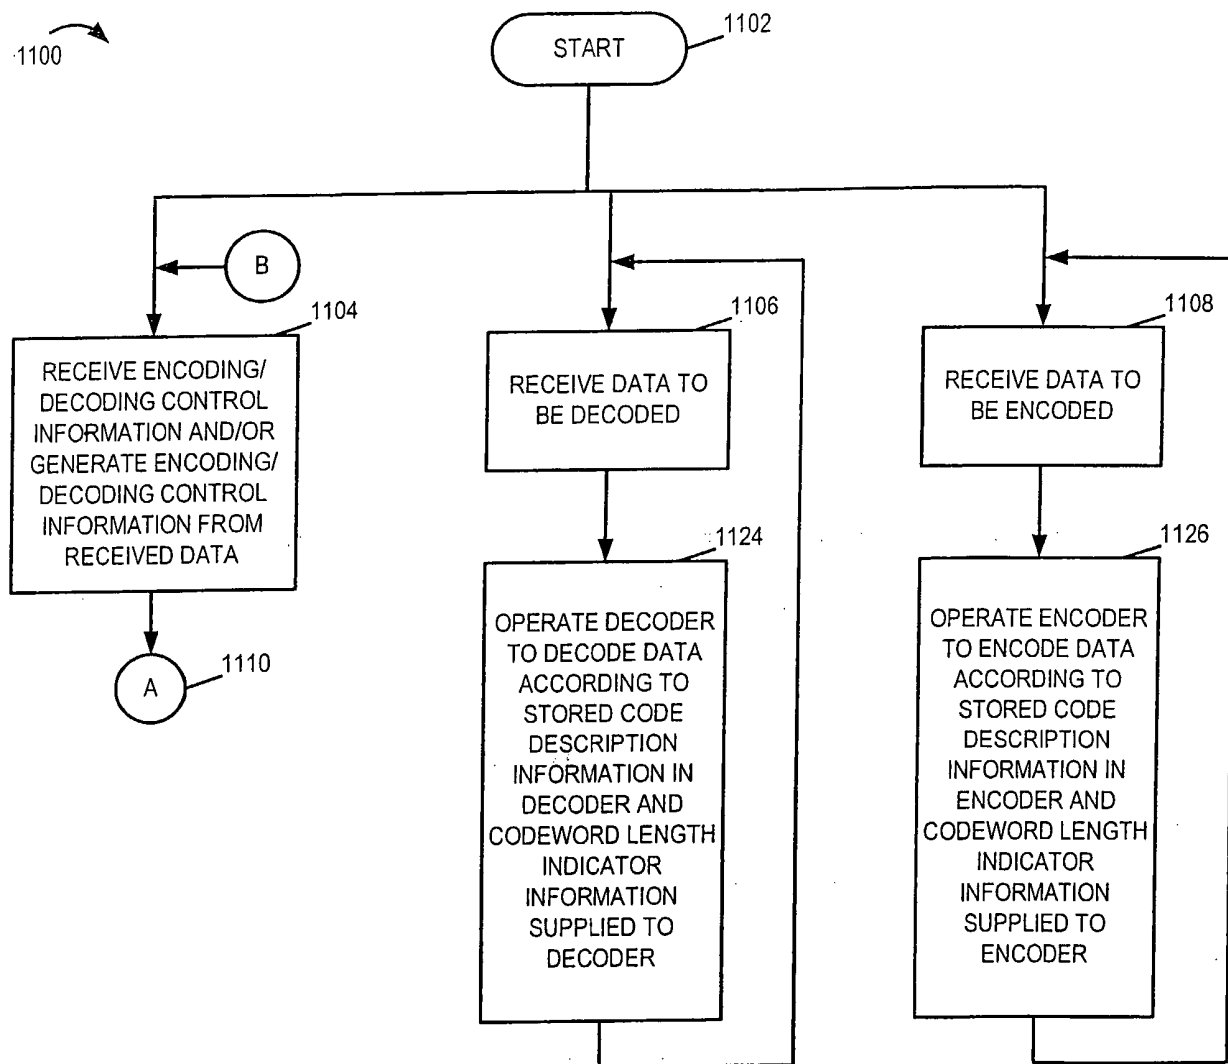 1100
START
1102
B
1104
RECEIVE ENCODING/
DECODING CONTROL
INFORMATION AND/OR
GENERATE ENCODING/
DECODING CONTROL
INFORMATION FROM
RECEIVED DATA
A
1110
1106
RECEIVE DATA TO
BE DECODED
1124
OPERATE DECODER
TO DECODE DATA
ACCORDING TO
STORED CODE
DESCRIPTION
INFORMATION IN
DECODER AND
CODEWORD LENGTH
INDICATOR
INFORMATION
SUPPLIED TO
DECODER
1108
RECEIVE DATA TO
BE ENCODED
1126
OPERATE ENCODER
TO ENCODE DATA
ACCORDING TO
STORED CODE
DESCRIPTION
INFORMATION IN
ENCODER AND
CODEWORD LENGTH
INDICATOR
INFORMATION
SUPPLIED TO
ENCODER